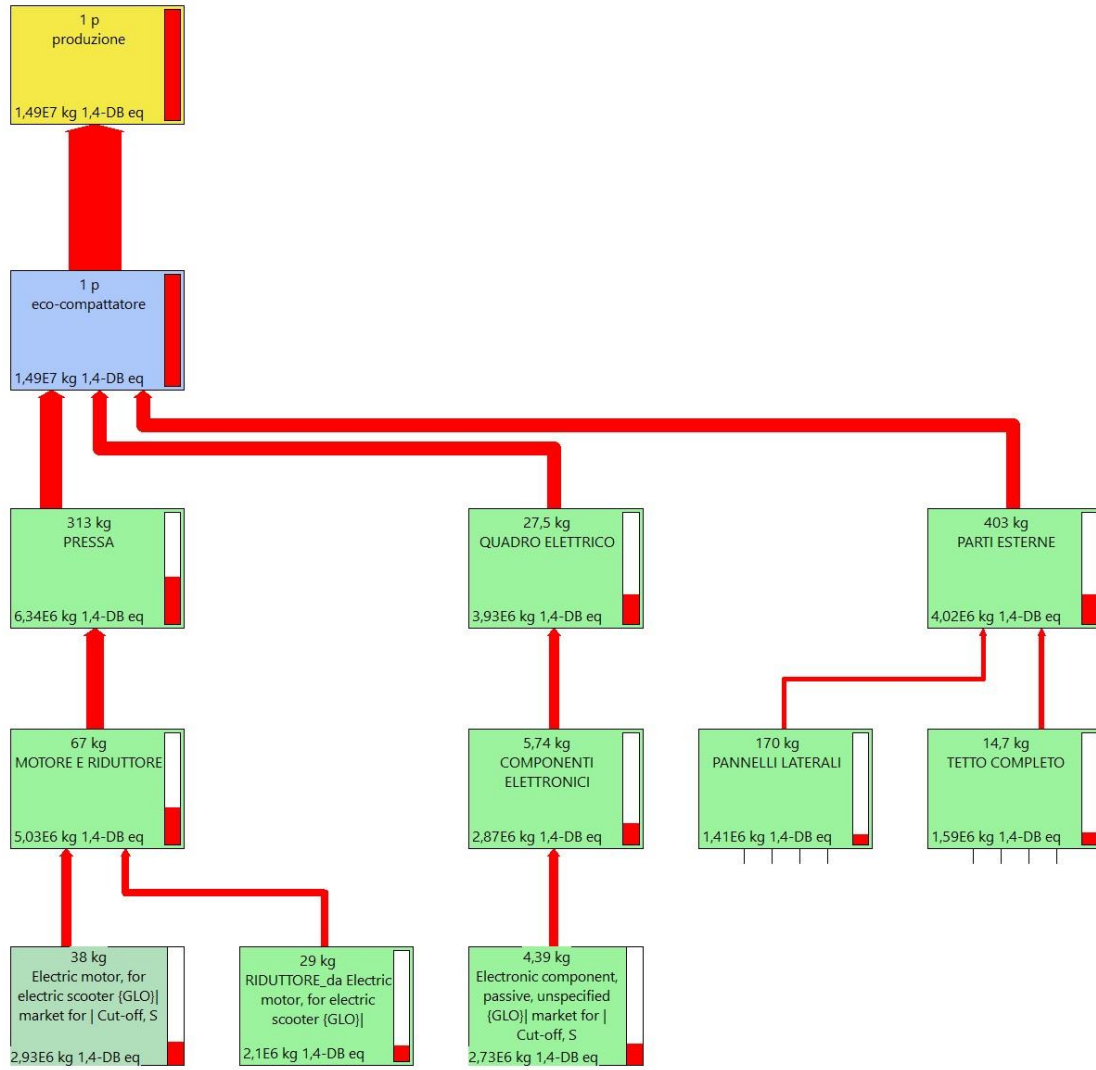 1 p
produzione
1,49E7 kg 1,4-DB eq
1 p
eco-compattatore
1,49E7 kg 1,4-DB eq
313 kg
PRESSA
6,34E6 kg 1,4-DB eq
27,5 kg
QUADRO ELETTRICO
3,93E6 kg 1,4-DB eq
403 kg
PARTI ESTERNE
4,02E6 kg 1,4-DB eq
67 kg
MOTORE E RIDUTTORE
5,03E6 kg 1,4-DB eq
5,74 kg
COMPONENTI
ELETTRONICI
2,87E6 kg 1,4-DB eq
170 kg
PANNELLI LATERALI
1,41E6 kg 1,4-DB eq
14,7 kg
TETTO COMPLETO
1,59E6 kg 1,4-DB eq
38 kg
Electric motor, for
electric scooter {GLO}|
market for | Cut-off, S
2,93E6 kg 1,4-DB eq
29 kg
RIDUTTORE_da Electric
motor, for electric
scooter {GLO}|
2,1E6 kg 1,4-DB eq
4,39 kg
Electronic component,
passive, unspecified
{GLO}| market for |
Cut-off, S
2,73E6 kg 1,4-DB eq